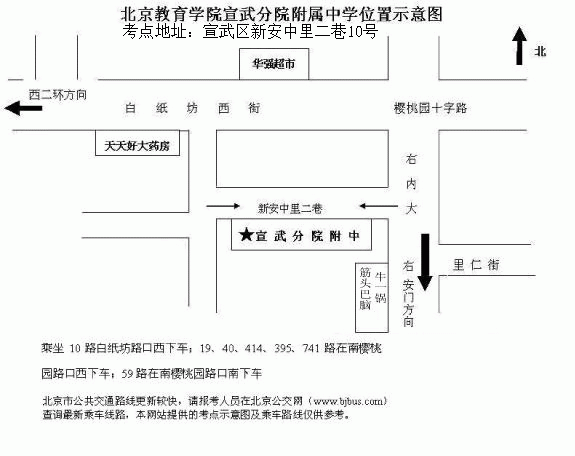 北京教育学院宣武分院附属中学位置示意图
考点地址：宣武区新安中里二巷10号
北
华强超市
西二环方向
白纸坊西街
樱桃园十字路
天天好大药房
右内大
新安中里二巷
★宣武分院附中
里仁街
右安门方向
牛一锅
筋头巴脑
乘坐 10 路白纸坊路口西下车；19、40、414、395、741 路在南樱桃
园路口西下车；59 路在南樱桃园路口南下车
北京市公共交通路线更新较快，请报考人员在北京公交网（www.bjbus.com）
查询最新乘车线路，本网站提供的考点示意图及乘车路线仅供参考。